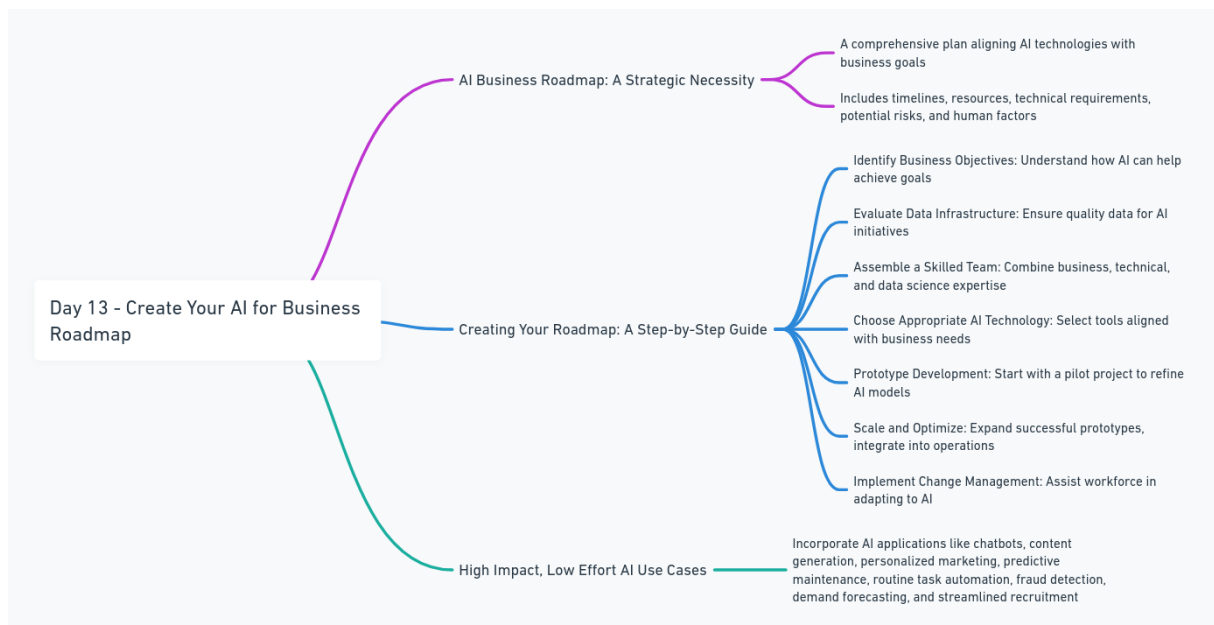 Day 13 - Create Your AI for Business
Roadmap
AI Business Roadmap: A Strategic Necessity
A comprehensive plan aligning AI technologies with
business goals
Includes timelines, resources, technical requirements,
potential risks, and human factors
Creating Your Roadmap: A Step-by-Step Guide
Identify Business Objectives: Understand how AI can help
achieve goals
Evaluate Data Infrastructure: Ensure quality data for AI
initiatives
Assemble a Skilled Team: Combine business, technical,
and data science expertise
Choose Appropriate AI Technology: Select tools aligned
with business needs
Prototype Development: Start with a pilot project to refine
AI models
Scale and Optimize: Expand successful prototypes,
integrate into operations
Implement Change Management: Assist workforce in
adapting to AI
High Impact, Low Effort AI Use Cases
Incorporate AI applications like chatbots, content
generation, personalized marketing, predictive
maintenance, routine task automation, fraud detection,
demand forecasting, and streamlined recruitment